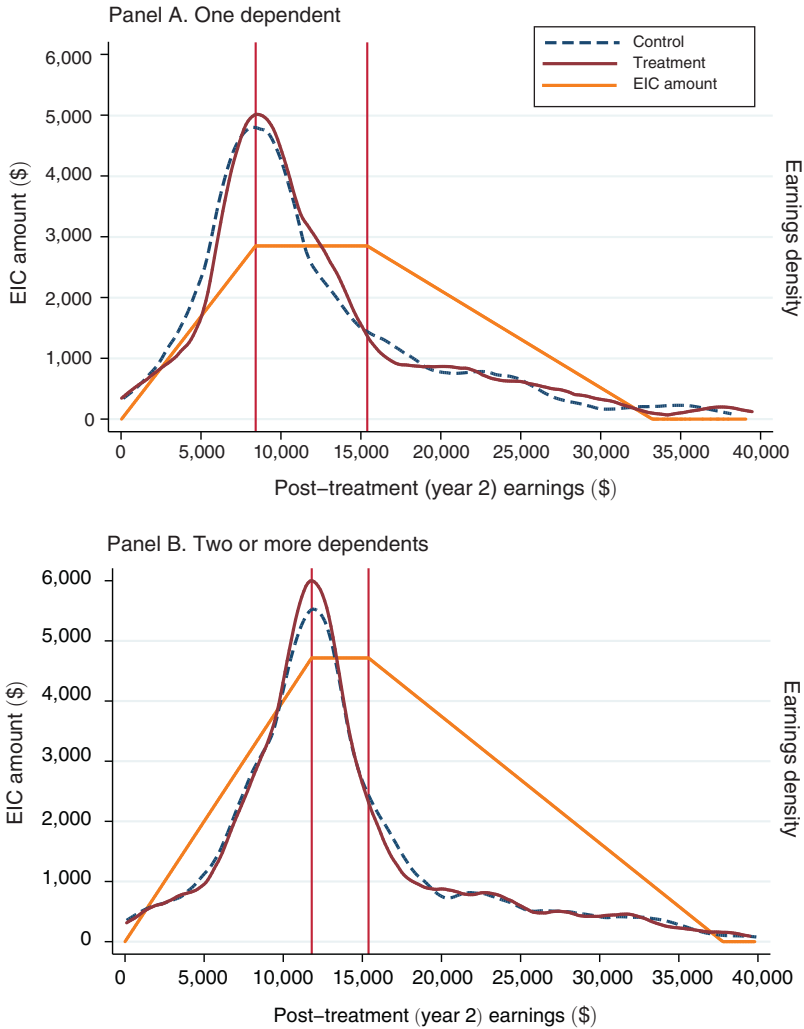 Panel A. One dependent
Control
Treatment
EIC amount
6,000
5,000
4,000
3,000
2,000
1,000
0
EIC amount ($)
Earnings density
0 5,000 10,000 15,000 20,000 25,000 30,000 35,000 40,000
Post–treatment (year 2) earnings ($)
Panel B. Two or more dependents
6,000
5,000
4,000
3,000
2,000
1,000
0
EIC amount ($)
Earnings density
0 5,000 10,000 15,000 20,000 25,000 30,000 35,000 40,000
Post–treatment (year 2) earnings ($)